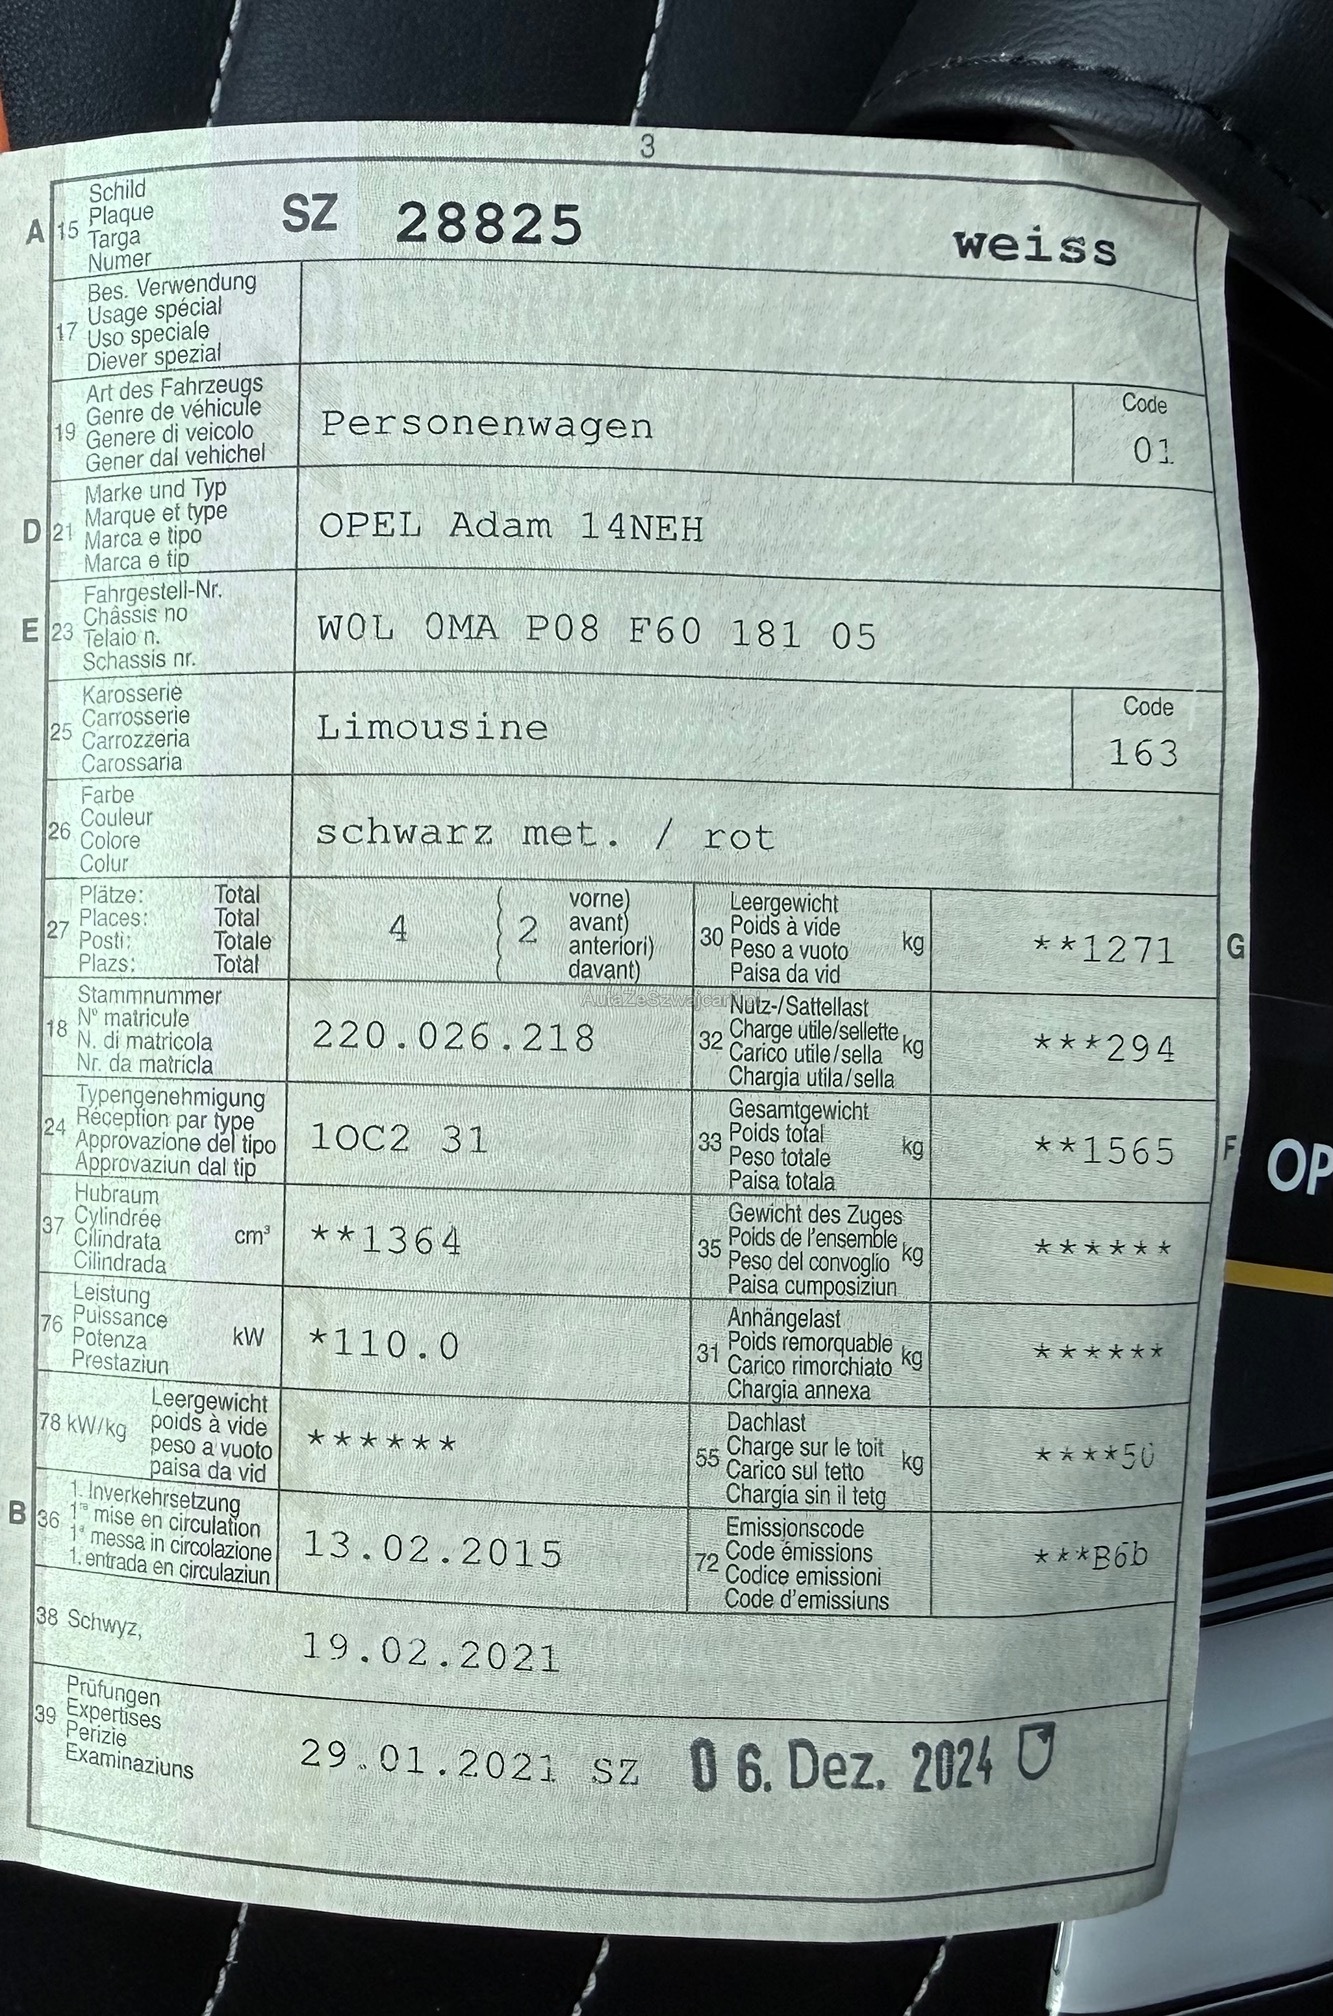 3
A 15 Schild
Plaque
Targa
Numer
SZ 28825 weiss
17 Bes. Verwendung
Usage spécial
Uso speciale
Diever spezial
19 Art des Fahrzeugs
Genre de véhicule
Genere di veicolo
Gener dal vehichel
Personenwagen
Code
01
D 21 Marke und Typ
Marque et type
Marca e tipo
Marca e tip
OPEL Adam 14NEH
E 23 Fahrgestell-Nr.
Châssis no
Telaio n.
Schassis nr.
W0L 0MA P08 F60 181 05
25 Karosserie
Carrosserie
Carrozzeria
Carossaria
Limousine
Code
163
26 Farbe
Couleur
Colore
Colur
schwarz met. / rot
27 Plätze: Total
Places: Total
Posti: Totale
Plazs: Total
4 2
vorne)
avant)
anteriori)
davant)
30 Leergewicht
Poids à vide
Peso a vuoto kg
Paisa da vid
**1271 G
18 Stammnummer
N° matricule
N. di matricola
Nr. da matricla
220.026.218
32 Nutz-/Sattellast
Charge utile/sellette kg
Carico utile/sella
Chargia utila/sella
***294
24 Typengenehmigung
Réception par type
Approvazione del tipo
Approvaziun dal tip
1OC2 31
33 Gesamtgewicht
Poids total kg
Peso totale
Paisa totala
**1565 F
37 Hubraum
Cylindrée
Cilindrata cm³
Cilindrada
**1364
35 Gewicht des Zuges
Poids de l'ensemble kg
Peso del convoglio
Paisa cumposiziun
******
76 Leistung
Puissance
Potenza kW
Prestaziun
*110.0
31 Anhängelast
Poids remorquable kg
Carico rimorchiato
Chargia annexa
******
78 kW/kg Leergewicht
poids à vide
peso a vuoto
paisa da vid
******
55 Dachlast
Charge sur le toit kg
Carico sul tetto
Chargia sin il tetg
****50
B 36 1. Inverkehrsetzung
1re mise en circulation
1a messa in circolazione
1. entrada en circulaziun
13.02.2015
72 Emissionscode
Code émissions
Codice emissioni
Code d'emissiuns
***B6b
38 Schwyz,
19.02.2021
39 Prüfungen
Expertises
Perizie
Examinaziuns
29.01.2021 SZ 06. Dez. 2024
OP